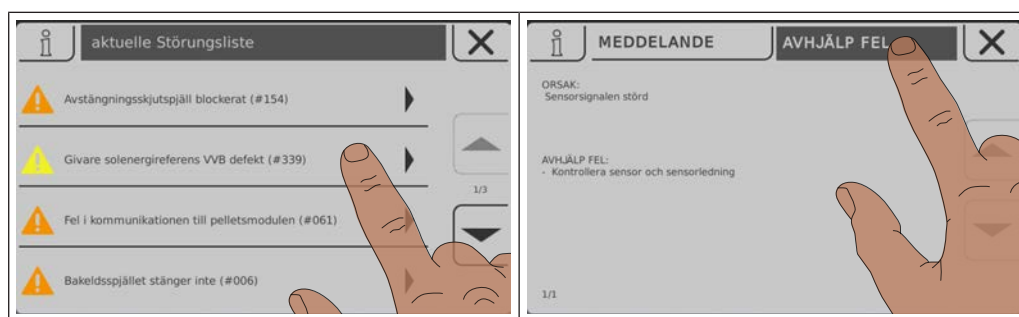 aktuelle Störungsliste
Avstängningsskjutspjäll blockerat (#154)
Givare solenergireferens VVB defekt (#339)
1/3
Fel i kommunikationen till pelletsmodulen (#061)
Bakeldsspjället stänger inte (#006)
MEDDELANDE
AVHJÄLP FEL
ORSAK:
Sensorsignalen störd
AVHJÄLP FEL:
- Kontrollera sensor och sensorledning
1/1